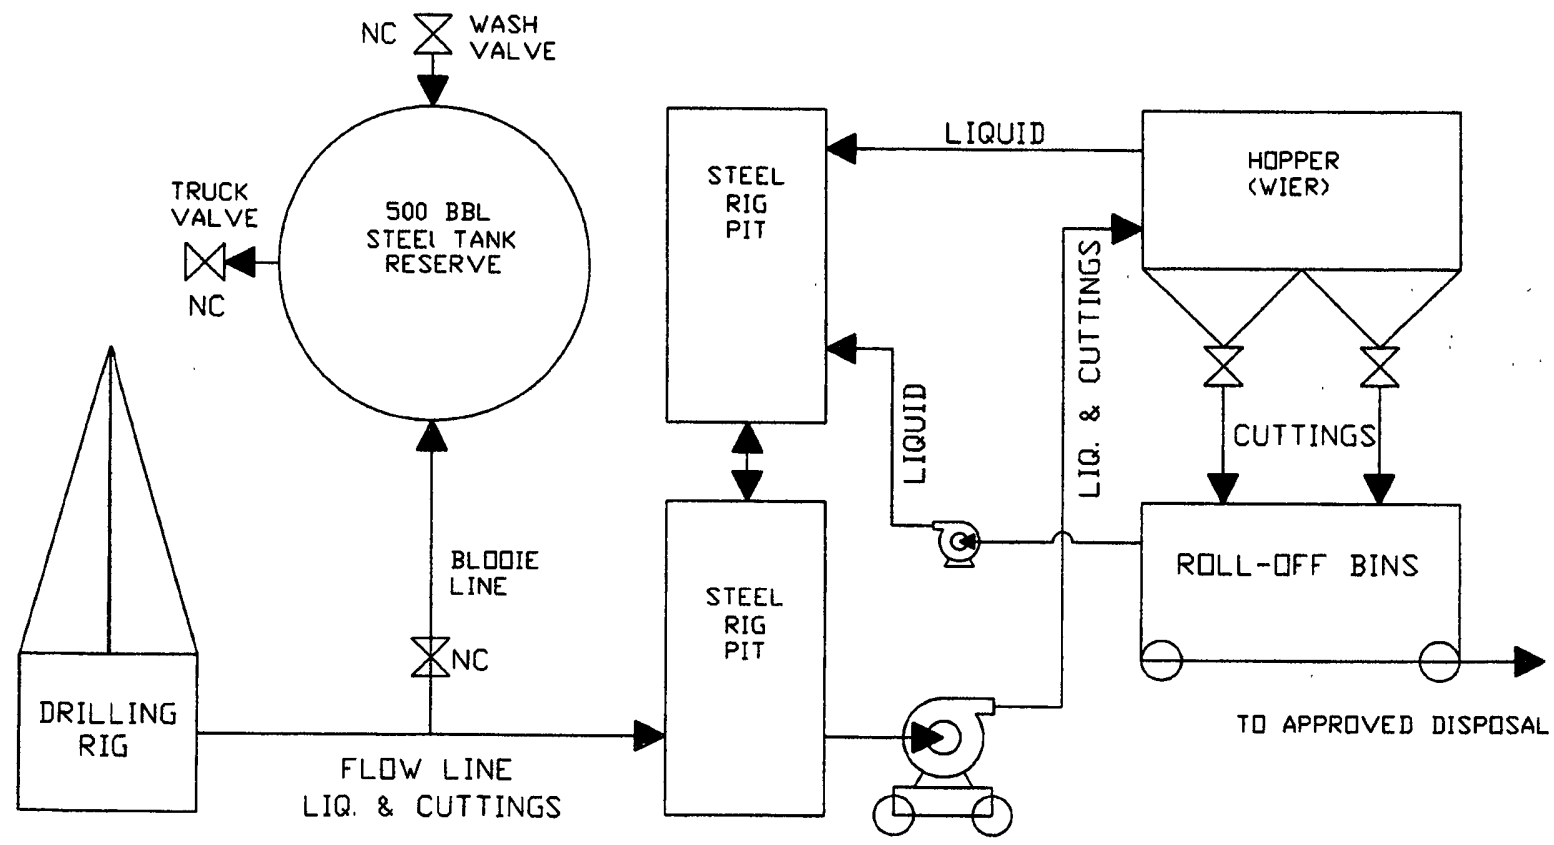 NC
WASH
VALVE
TRUCK
VALVE
NC
500 BBL
STEEL TANK
RESERVE
STEEL
RIG
PIT
LIQUID
HOPPER
(WIER)
LIQUID
LIQ. & CUTTINGS
CUTTINGS
BLOOIE
LINE
NC
STEEL
RIG
PIT
ROLL-OFF BINS
DRILLING
RIG
FLOW LINE
LIQ. & CUTTINGS
TO APPROVED DISPOSAL